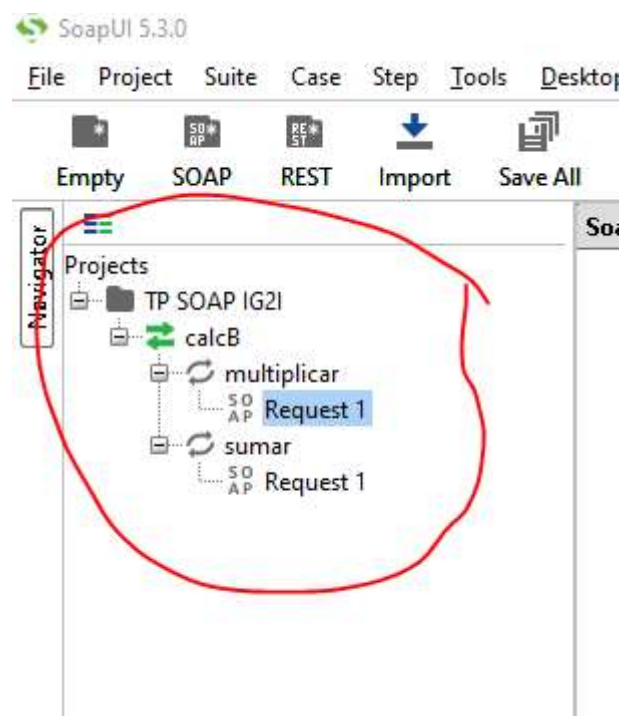 SoapUI 5.3.0
File Project Suite Case Step Tools Desktop
Empty SOAP REST Import Save All
Navigator
Projects
TP SOAP IG2I
calcB
multiplicar
SOAP Request 1
sumar
SOAP Request 1